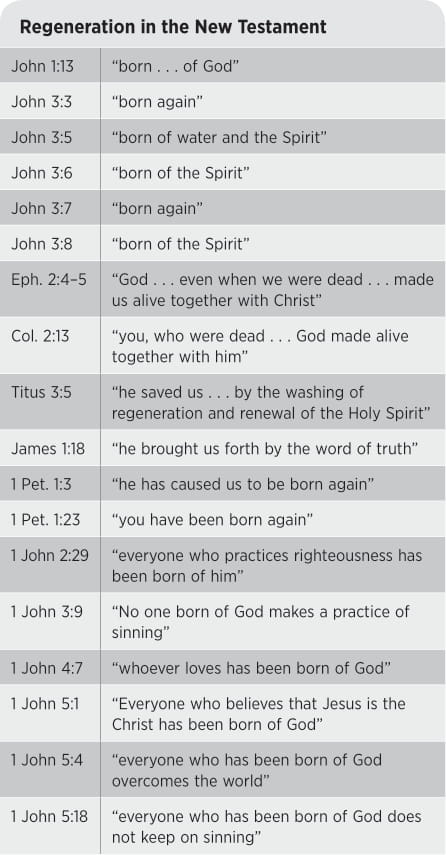 Regeneration in the New Testament
John 1:13 “born . . . of God”
John 3:3 “born again”
John 3:5 “born of water and the Spirit”
John 3:6 “born of the Spirit”
John 3:7 “born again”
John 3:8 “born of the Spirit”
Eph. 2:4–5 “God . . . even when we were dead . . . made
us alive together with Christ”
Col. 2:13 “you, who were dead . . . God made alive
together with him”
Titus 3:5 “he saved us . . . by the washing of
regeneration and renewal of the Holy Spirit”
James 1:18 “he brought us forth by the word of truth”
1 Pet. 1:3 “he has caused us to be born again”
1 Pet. 1:23 “you have been born again”
1 John 2:29 “everyone who practices righteousness has
been born of him”
1 John 3:9 “No one born of God makes a practice of
sinning”
1 John 4:7 “whoever loves has been born of God”
1 John 5:1 “Everyone who believes that Jesus is the
Christ has been born of God”
1 John 5:4 “everyone who has been born of God
overcomes the world”
1 John 5:18 “everyone who has been born of God does
not keep on sinning”